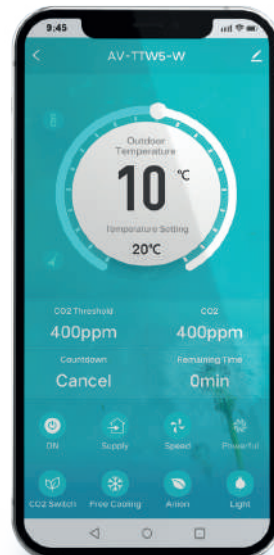 9:45
AV-TTW5-W
Outdoor
Temperature
10 °C
Temperature Setting
20°C
CO2 Threshold CO2
400ppm 400ppm
Countdown Remaining Time
Cancel 0min
ON Supply Speed Powerful
CO2 Switch Free Cooling Anion Light